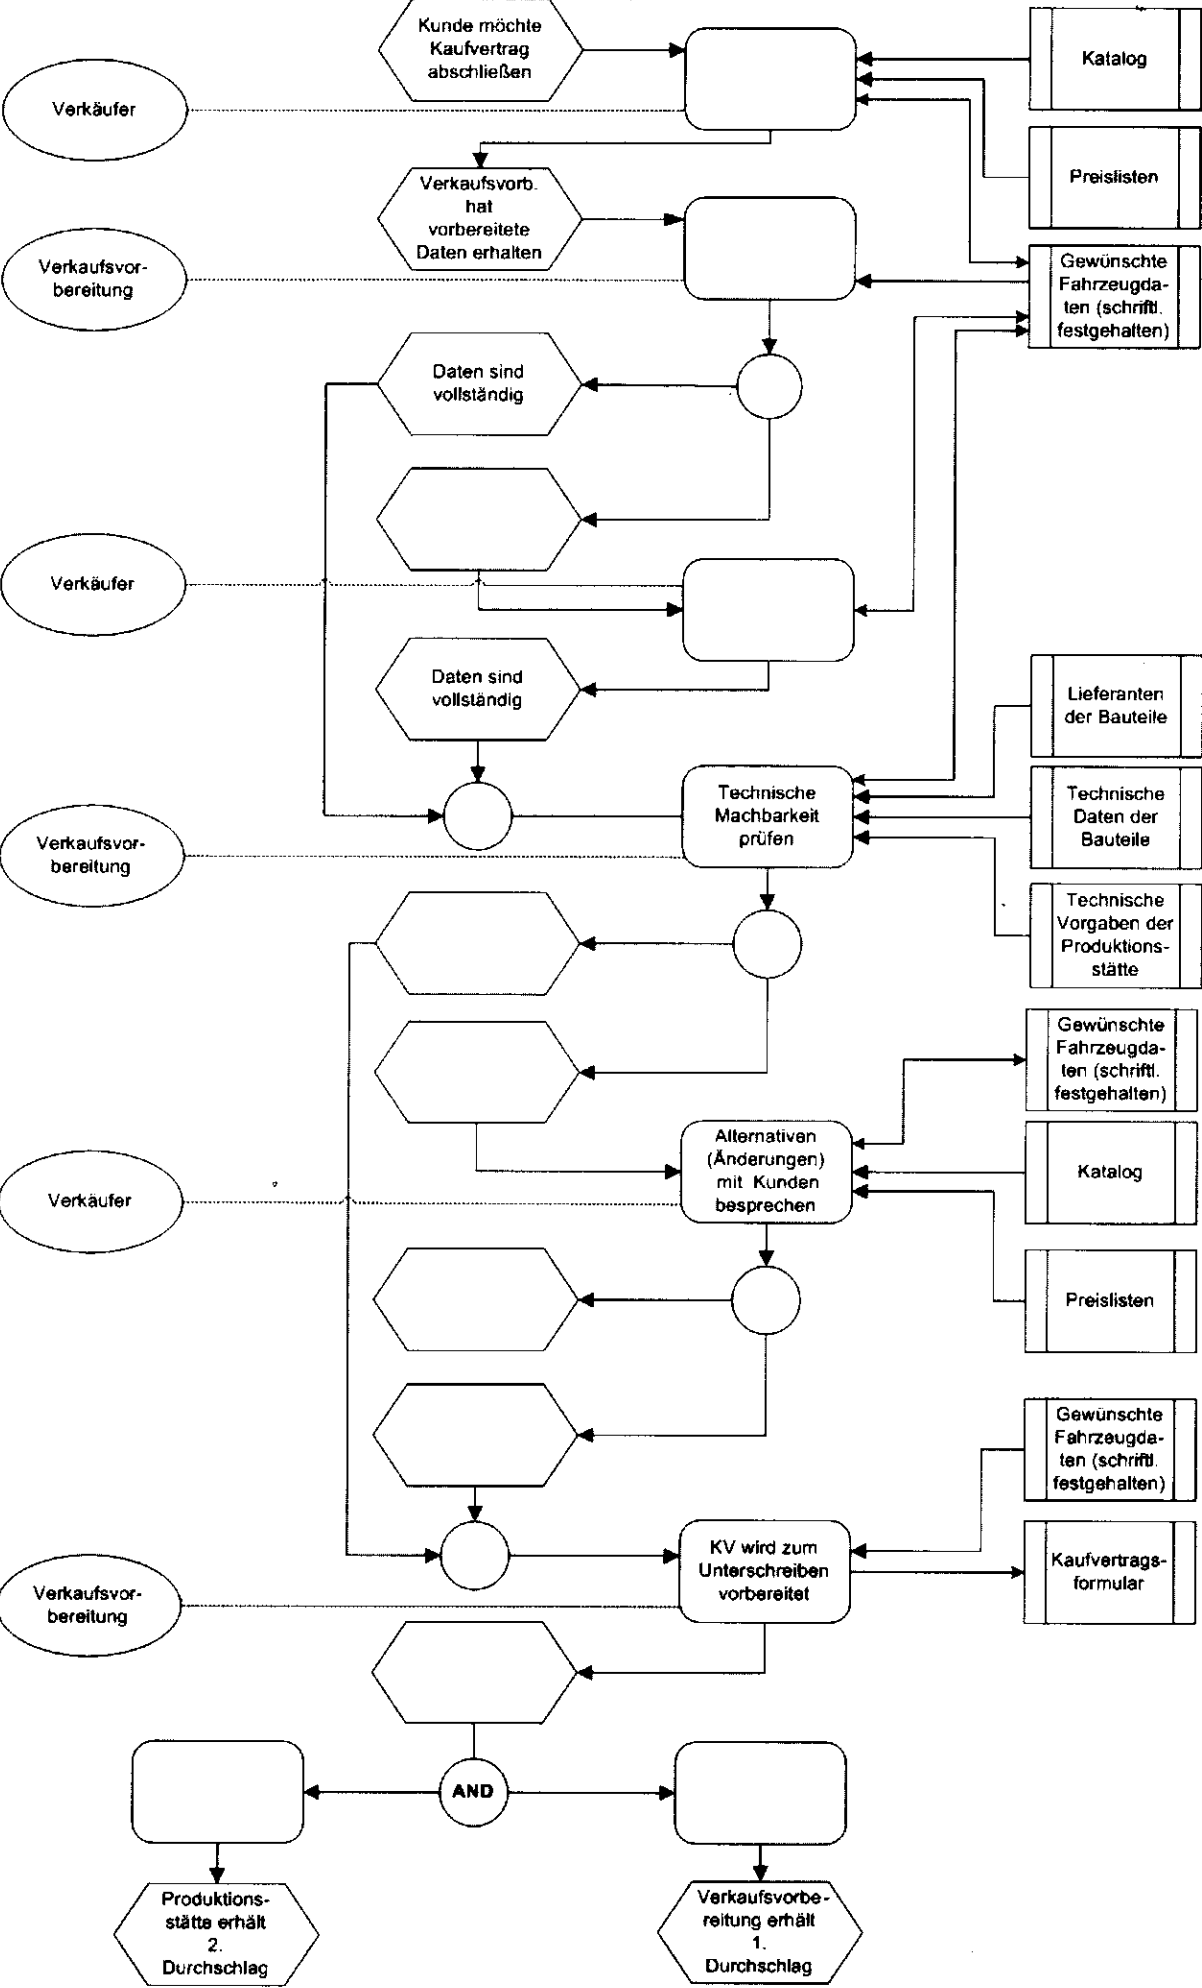 Kunde möchte
Kaufvertrag
abschließen
Katalog
Verkäufer
Preislisten
Verkaufsvorb.
hat
vorbereitete
Daten erhalten
Verkaufsvor-
bereitung
Gewünschte
Fahrzeugda-
ten (schriftl.
festgehalten)
Daten sind
vollständig
Verkäufer
Daten sind
vollständig
Lieferanten
der Bauteile
Technische
Machbarkeit
prüfen
Technische
Daten der
Bauteile
Verkaufsvor-
bereitung
Technische
Vorgaben der
Produktions-
stätte
Gewünschte
Fahrzeugda-
ten (schriftl.
festgehalten)
Alternativen
(Änderungen)
mit Kunden
besprechen
Katalog
Verkäufer
Preislisten
Gewünschte
Fahrzeugda-
ten (schriftl.
festgehalten)
KV wird zum
Unterschreiben
vorbereitet
Kaufvertrags-
formular
Verkaufsvor-
bereitung
AND
Produktions-
stätte erhält
2.
Durchschlag
Verkaufsvorbe-
reitung erhält
1.
Durchschlag